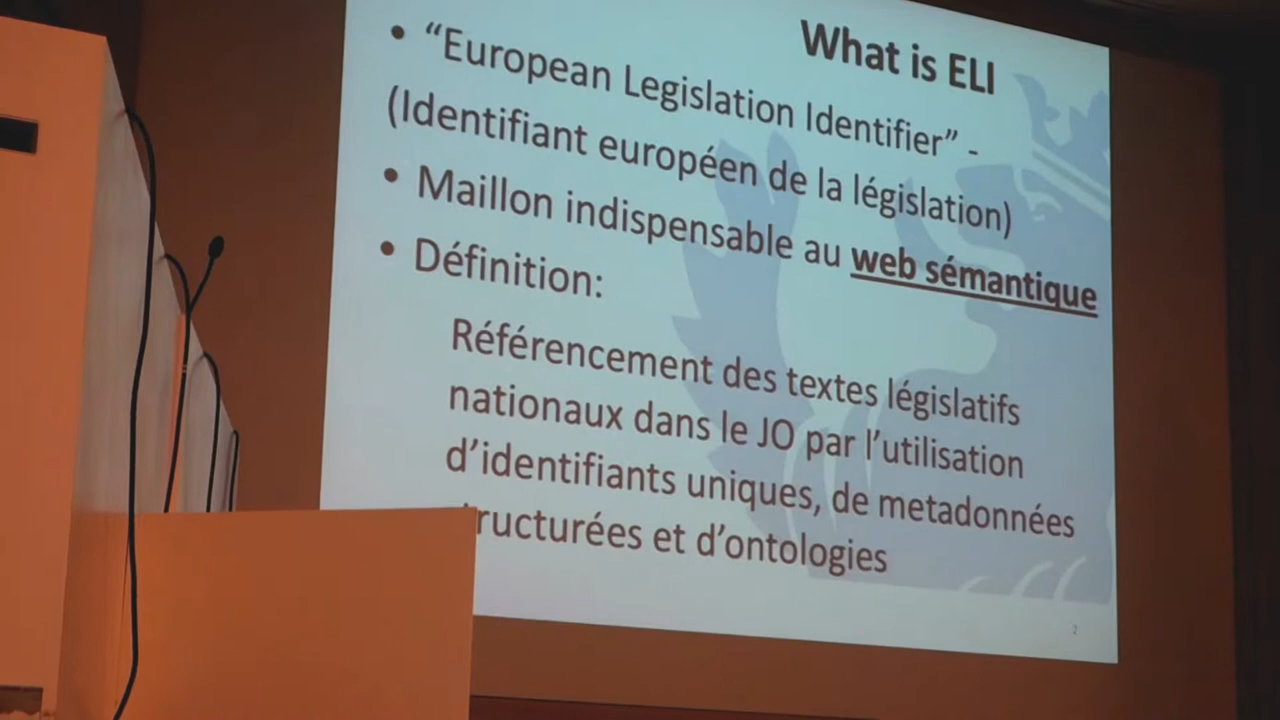 What is ELI
• “European Legislation Identifier” -
(Identifiant européen de la législation)
• Maillon indispensable au web sémantique
• Définition:
Référencement des textes législatifs
nationaux dans le JO par l’utilisation
d’identifiants uniques, de metadonnées
ructurées et d’ontologies
2